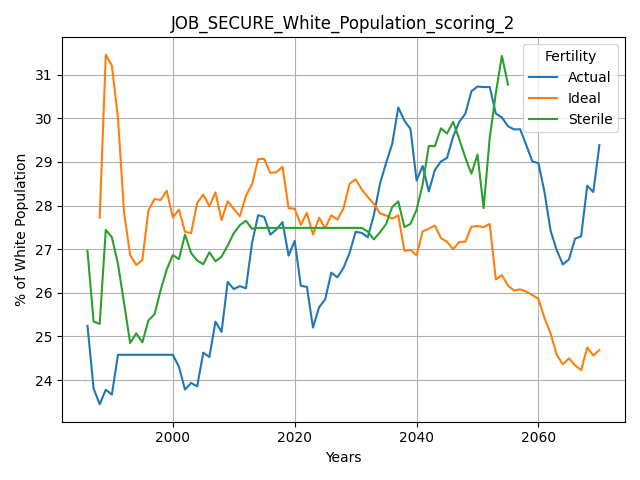 JOB_SECURE_White_Population_scoring_2
Fertility
Actual
Ideal
Sterile
% of White Population
31
30
29
28
27
26
25
24
2000
2020
2040
2060
Years